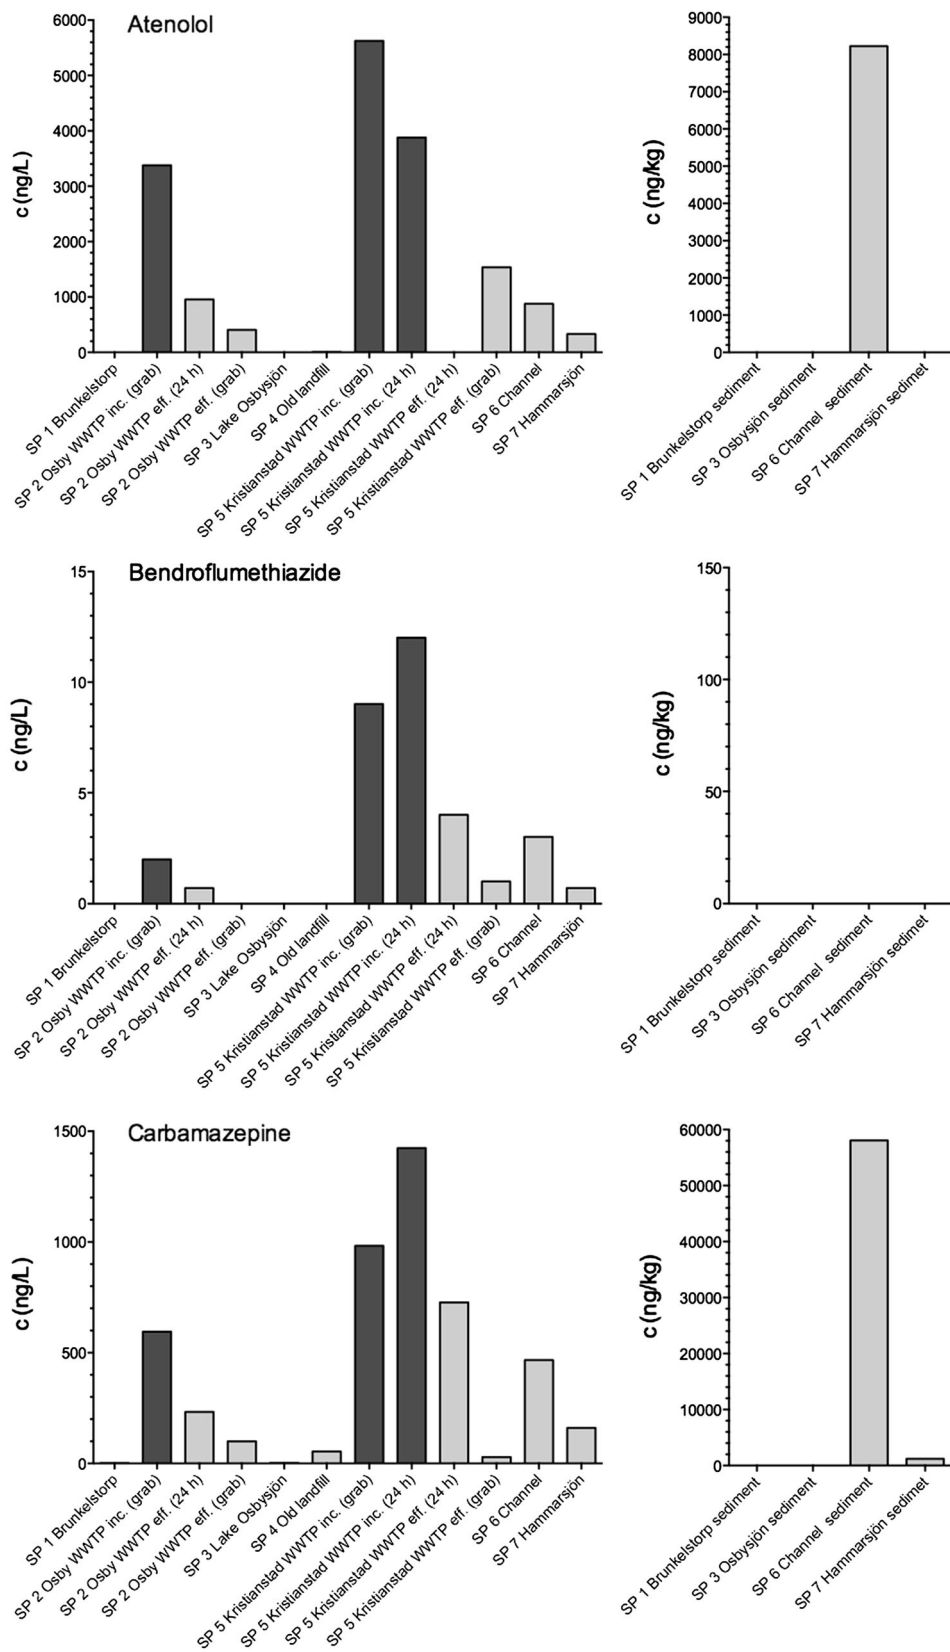 Atenolol
c (ng/L)
6000
5000
4000
3000
2000
1000
0
SP 1 Brunkelstorp
SP 2 Osby WWTP inc. (grab)
SP 2 Osby WWTP eff. (24 h)
SP 2 Osby WWTP eff. (grab)
SP 3 Lake Osbysjön
SP 4 Old landfill
SP 5 Kristianstad WWTP inc. (grab)
SP 5 Kristianstad WWTP inc. (24 h)
SP 5 Kristianstad WWTP eff. (24 h)
SP 5 Kristianstad WWTP eff. (grab)
SP 6 Channel
SP 7 Hammarsjön
c (ng/kg)
9000
8000
7000
6000
5000
4000
3000
2000
1000
0
SP 1 Brunkelstorp sediment
SP 3 Osbysjön sediment
SP 6 Channel sediment
SP 7 Hammarsjön sedimet
Bendroflumethiazide
c (ng/L)
15
10
5
0
SP 1 Brunkelstorp
SP 2 Osby WWTP inc. (grab)
SP 2 Osby WWTP eff. (24 h)
SP 2 Osby WWTP eff. (grab)
SP 3 Lake Osbysjön
SP 4 Old landfill
SP 5 Kristianstad WWTP inc. (grab)
SP 5 Kristianstad WWTP inc. (24 h)
SP 5 Kristianstad WWTP eff. (24 h)
SP 5 Kristianstad WWTP eff. (grab)
SP 6 Channel
SP 7 Hammarsjön
c (ng/kg)
150
100
50
0
SP 1 Brunkelstorp sediment
SP 3 Osbysjön sediment
SP 6 Channel sediment
SP 7 Hammarsjön sedimet
Carbamazepine
c (ng/L)
1500
1000
500
0
SP 1 Brunkelstorp
SP 2 Osby WWTP inc. (grab)
SP 2 Osby WWTP eff. (24 h)
SP 2 Osby WWTP eff. (grab)
SP 3 Lake Osbysjön
SP 4 Old landfill
SP 5 Kristianstad WWTP inc. (grab)
SP 5 Kristianstad WWTP inc. (24 h)
SP 5 Kristianstad WWTP eff. (24 h)
SP 5 Kristianstad WWTP eff. (grab)
SP 6 Channel
SP 7 Hammarsjön
c (ng/kg)
60000
50000
40000
30000
20000
10000
0
SP 1 Brunkelstorp sediment
SP 3 Osbysjön sediment
SP 6 Channel sediment
SP 7 Hammarsjön sedimet